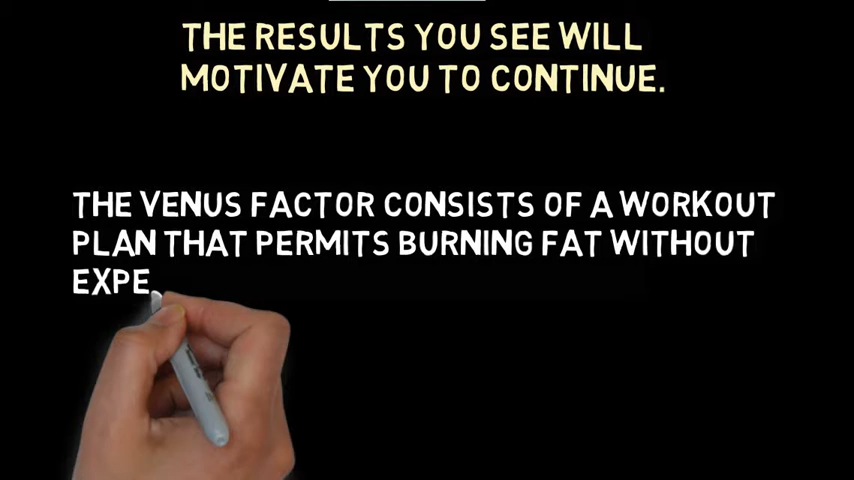 THE RESULTS YOU SEE WILL
MOTIVATE YOU TO CONTINUE.
THE VENUS FACTOR CONSISTS OF A WORKOUT
PLAN THAT PERMITS BURNING FAT WITHOUT
EXPE